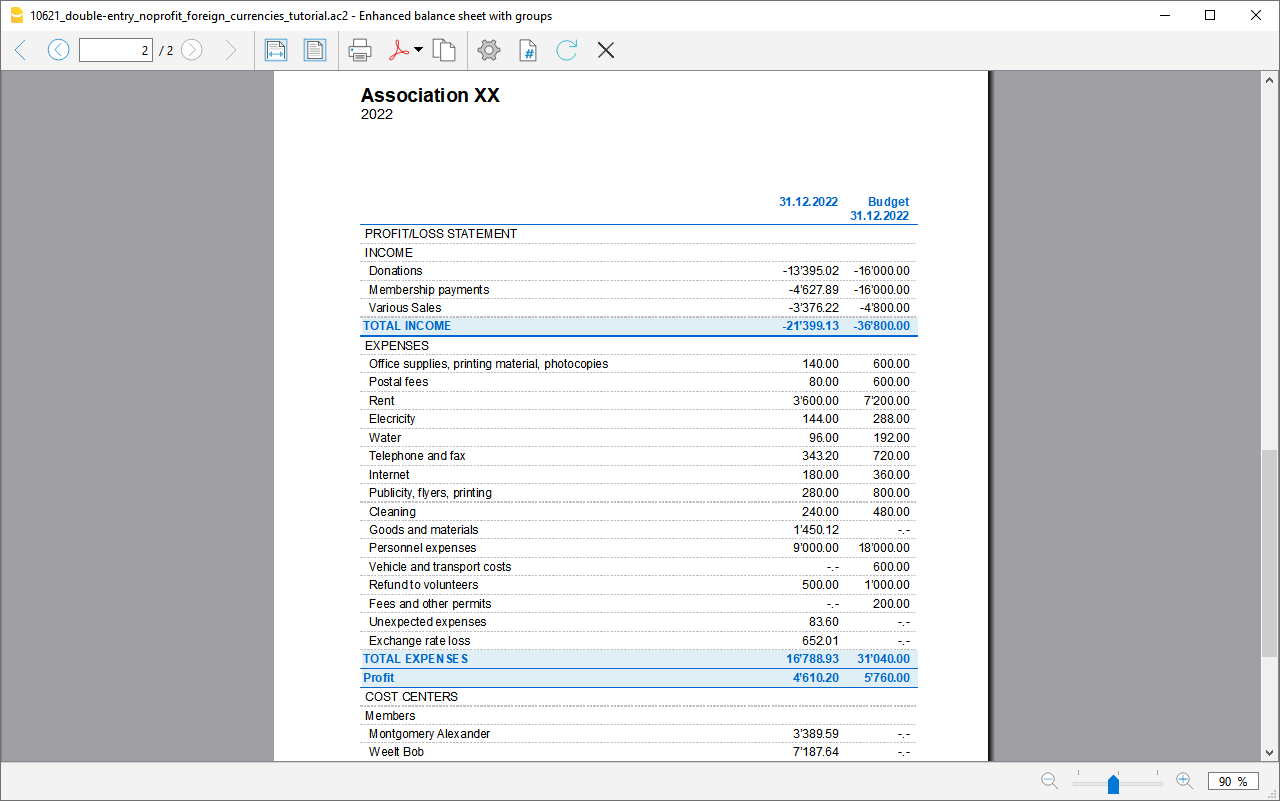 10621_double-entry_noprofit_foreign_currencies_tutorial.ac2 - Enhanced balance sheet with groups
2 / 2
#
Association XX
2022
31.12.2022 Budget
31.12.2022
PROFIT/LOSS STATEMENT
INCOME
Donations -13'395.02 -16'000.00
Membership payments -4'627.89 -16'000.00
Various Sales -3'376.22 -4'800.00
TOTAL INCOME -21'399.13 -36'800.00
EXPENSES
Office supplies, printing material, photocopies 140.00 600.00
Postal fees 80.00 600.00
Rent 3'600.00 7'200.00
Elecricity 144.00 288.00
Water 96.00 192.00
Telephone and fax 343.20 720.00
Internet 180.00 360.00
Publicity, flyers, printing 280.00 800.00
Cleaning 240.00 480.00
Goods and materials 1'450.12 -.-
Personnel expenses 9'000.00 18'000.00
Vehicle and transport costs -.- 600.00
Refund to volunteers 500.00 1'000.00
Fees and other permits -.- 200.00
Unexpected expenses 83.60 -.-
Exchange rate loss 652.01 -.-
TOTAL EXPENSES 16'788.93 31'040.00
Profit 4'610.20 5'760.00
COST CENTERS
Members
Montgomery Alexander 3'389.59 -.-
Weelt Bob 7'187.64 -.-
90 %